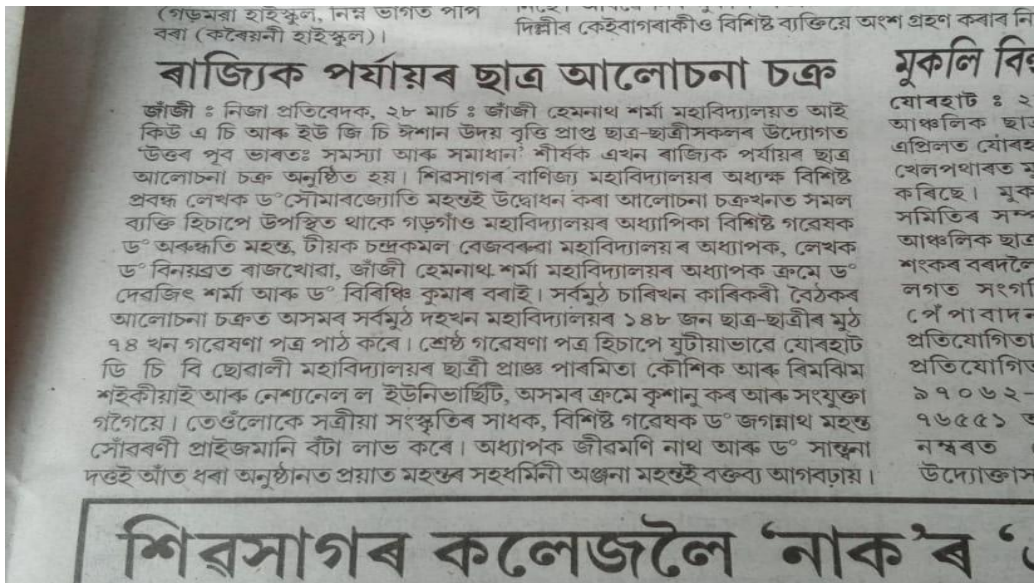 (গড়মৰা হাইস্কুল, নিম্ন ভাগত পাপ
বৰা (কঁৰৈয়নী হাইস্কুল)।
দিল্লীৰ কেইবাগৰাকীও বিশিষ্ট ব্যক্তিয়ে অংশ গ্ৰহণ কৰাৰ
ৰাজ্যিক পৰ্যায়ৰ ছাত্ৰ আলোচনা চক্ৰ
জাঁজী : নিজা প্ৰতিবেদক, ২৮ মাৰ্চ : জাঁজী হেমনাথ শৰ্মা মহাবিদ্যালয়ত আই
কিউ এ চি আৰু ইউ জি চি ঈশান উদয় বৃত্তি প্ৰাপ্ত ছাত্ৰ-ছাত্ৰীসকলৰ উদ্যোগত
'উত্তৰ পূব ভাৰতঃ সমস্যা আৰু সমাধান' শীৰ্ষক এখন ৰাজ্যিক পৰ্যায়ৰ ছাত্ৰ
আলোচনা চক্ৰ অনুষ্ঠিত হয়। শিৱসাগৰ বাণিজ্য মহাবিদ্যালয়ৰ অধ্যক্ষ বিশিষ্ট
প্ৰবন্ধ লেখক ড° সৌমাৰজ্যোতি মহন্তই উদ্বোধন কৰা আলোচনা চক্ৰখনত সমল
ব্যক্তি হিচাপে উপস্থিত থাকে গড়গাঁও মহাবিদ্যালয়ৰ অধ্যাপিকা বিশিষ্ট গৱেষক
ড° অৰুন্ধতি মহন্ত, টীয়ক চন্দ্ৰকমল বেজবৰুৱা মহাবিদ্যালয়ৰ অধ্যাপক, লেখক
ড° বিনয়ব্ৰত ৰাজখোৱা, জাঁজী হেমনাথ শৰ্মা মহাবিদ্যালয়ৰ অধ্যাপক ক্ৰমে ড°
দেৱজিৎ শৰ্মা আৰু ড° বিৰিঞ্চি কুমাৰ বৰাই। সৰ্বমুঠ চাৰিখন কাৰিকৰী বৈঠকৰ
আলোচনা চক্ৰত অসমৰ সৰ্বমুঠ দহখন মহাবিদ্যালয়ৰ ১৪৮ জন ছাত্ৰ-ছাত্ৰীৰ মুঠ
৭৪ খন গৱেষণা পত্ৰ পাঠ কৰে। শ্ৰেষ্ঠ গৱেষণা পত্ৰ হিচাপে যুটীয়াভাৱে যোৰহাট
ডি চি বি ছোৱালী মহাবিদ্যালয়ৰ ছাত্ৰী প্ৰাপ্ত পাৰমিতা কৌশিক আৰু ৰিমঝিম
শইকীয়াই আৰু নেশ্যনেল ল ইউনিভাৰ্ছিটি, অসমৰ ক্ৰমে কৃশানু কৰ আৰু সংযুক্তা
গগৈয়ে। তেওঁলোকে সত্ৰীয়া সংস্কৃতিৰ সাধক, বিশিষ্ট গৱেষক ড° জগন্নাথ মহন্ত
সোঁৱৰণী প্ৰাইজমানি বঁটা লাভ কৰে। অধ্যাপক জীৱমণি নাথ আৰু ড° সান্ত্বনা
দত্তই আঁত ধৰা অনুষ্ঠানত প্ৰয়াত মহন্তৰ সহধৰ্মিনী অঞ্জনা মহন্তই বক্তব্য আগবঢ়ায়।
মুকলি
যোৰহাট : ২
আঞ্চলিক
এপ্ৰিলত
খেলপথাৰত
কৰিছে।
সমিতিৰ
আঞ্চলিক ছাত্ৰ
শংকৰ বৰদলৈ
লগত
পেঁপা বাদন
প্ৰতিযোগিতা
প্ৰতিযোগিতা
৯৭০৬২
৭৬৫৫১
নম্বৰত
শিৱসাগৰ কলেজলৈ 'নাক'ৰ